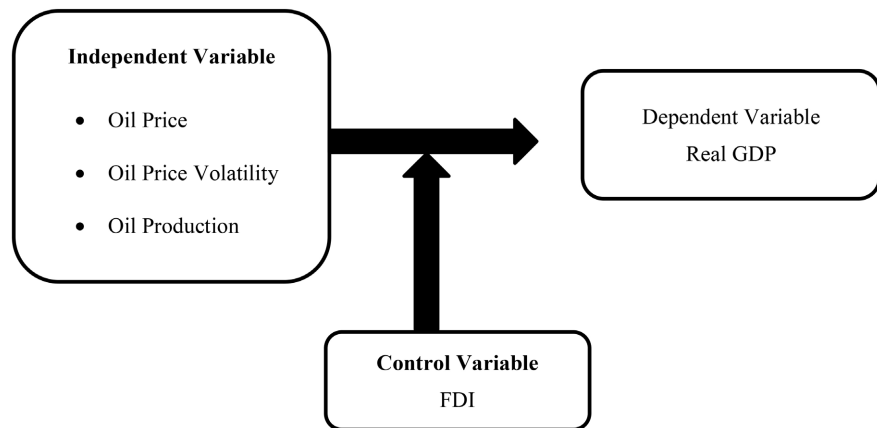 Independent Variable
• Oil Price
• Oil Price Volatility
• Oil Production
Dependent Variable
Real GDP
Control Variable
FDI